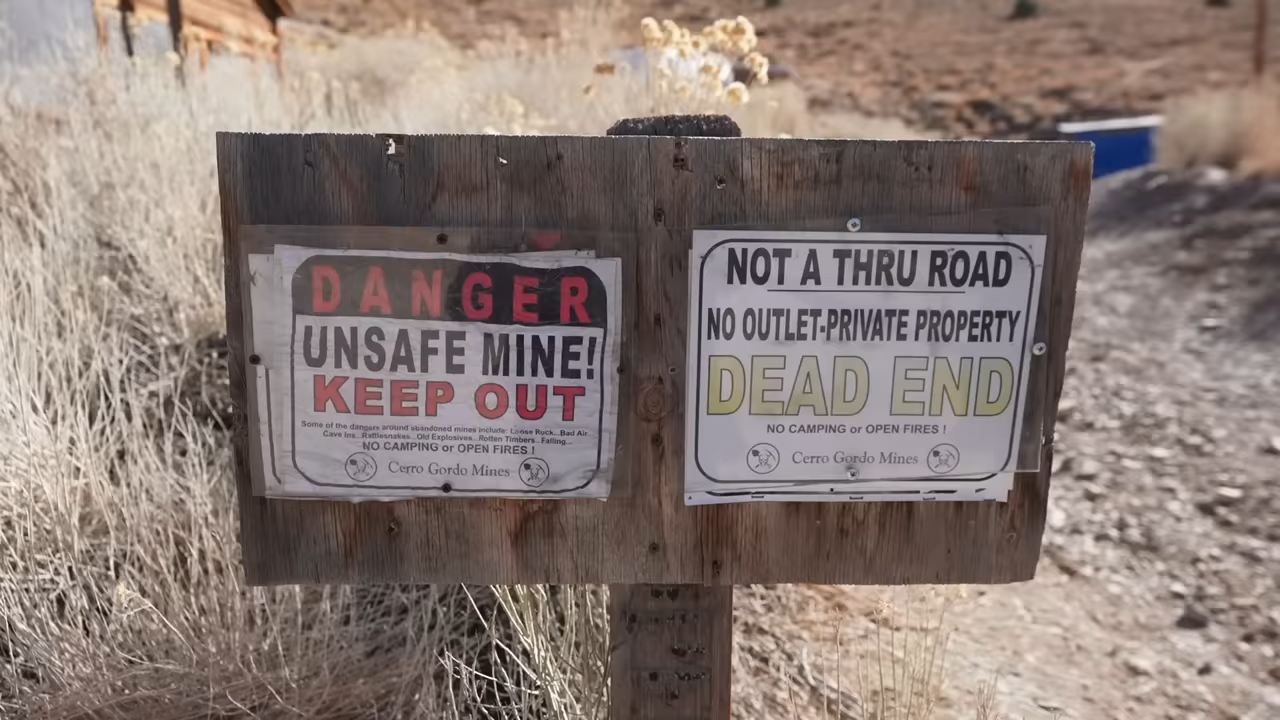 DANGER
UNSAFE MINE!
KEEP OUT
Some of the dangers around abandoned mines include: Loose Rock...Bad Air
Cave Ins...Rattlesnakes...Old Explosives...Rotten Timbers...Falling...
NO CAMPING or OPEN FIRES !
Cerro Gordo Mines
NOT A THRU ROAD
NO OUTLET-PRIVATE PROPERTY
DEAD END
NO CAMPING or OPEN FIRES !
Cerro Gordo Mines